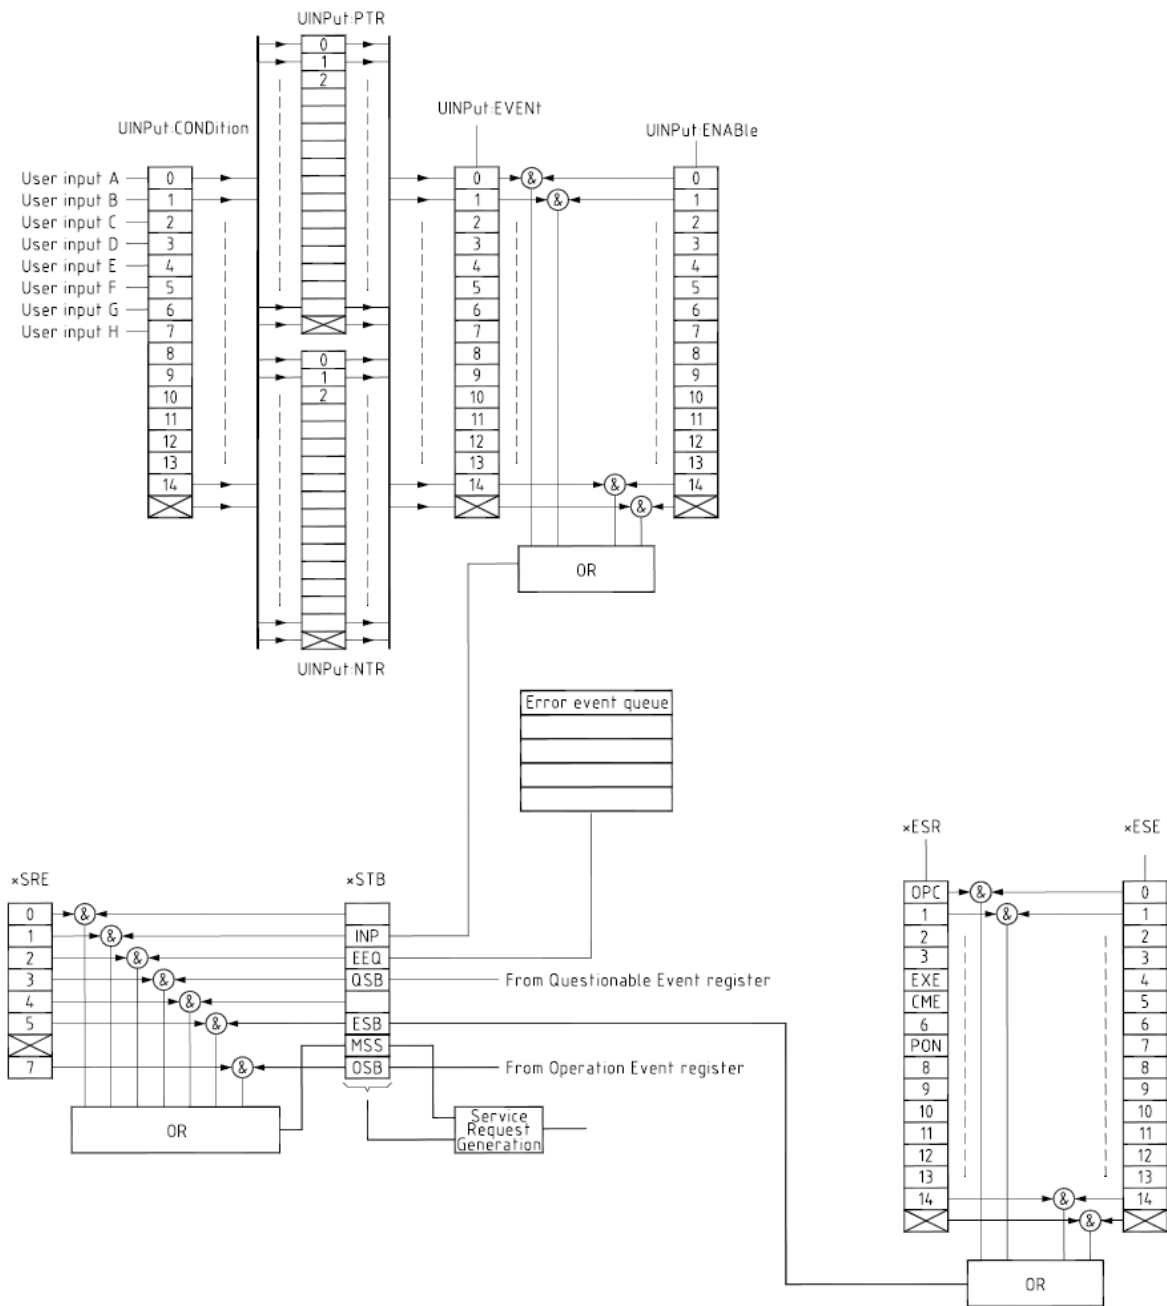 UINPut:PTR
0
1
2
UINPut:CONDition
UINPut:EVENt
UINPut:ENABle
User input A 0 0 & 0
User input B 1 1 & 1
User input C 2 2 2
User input D 3 3 3
User input E 4 4 4
User input F 5 5 5
User input G 6 6 6
User input H 7 7 7
8 0 8 8
9 1 9 9
10 2 10 10
11 11 11
12 12 12
13 13 13
14 14 & 14
&
OR
UINPut:NTR
Error event queue
×ESR ×ESE
×SRE ×STB
OPC & 0
0 & 1 & 1
1 & INP 2 2
2 & EEQ 3 3
3 & QSB From Questionable Event register EXE 4
4 & CME 5
5 & ESB 6 6
MSS PON 7
7 & OSB From Operation Event register 8 8
9 9
10 10
OR
Service
Request
Generation
11 11
12 12
13 13
14 & 14
&
OR